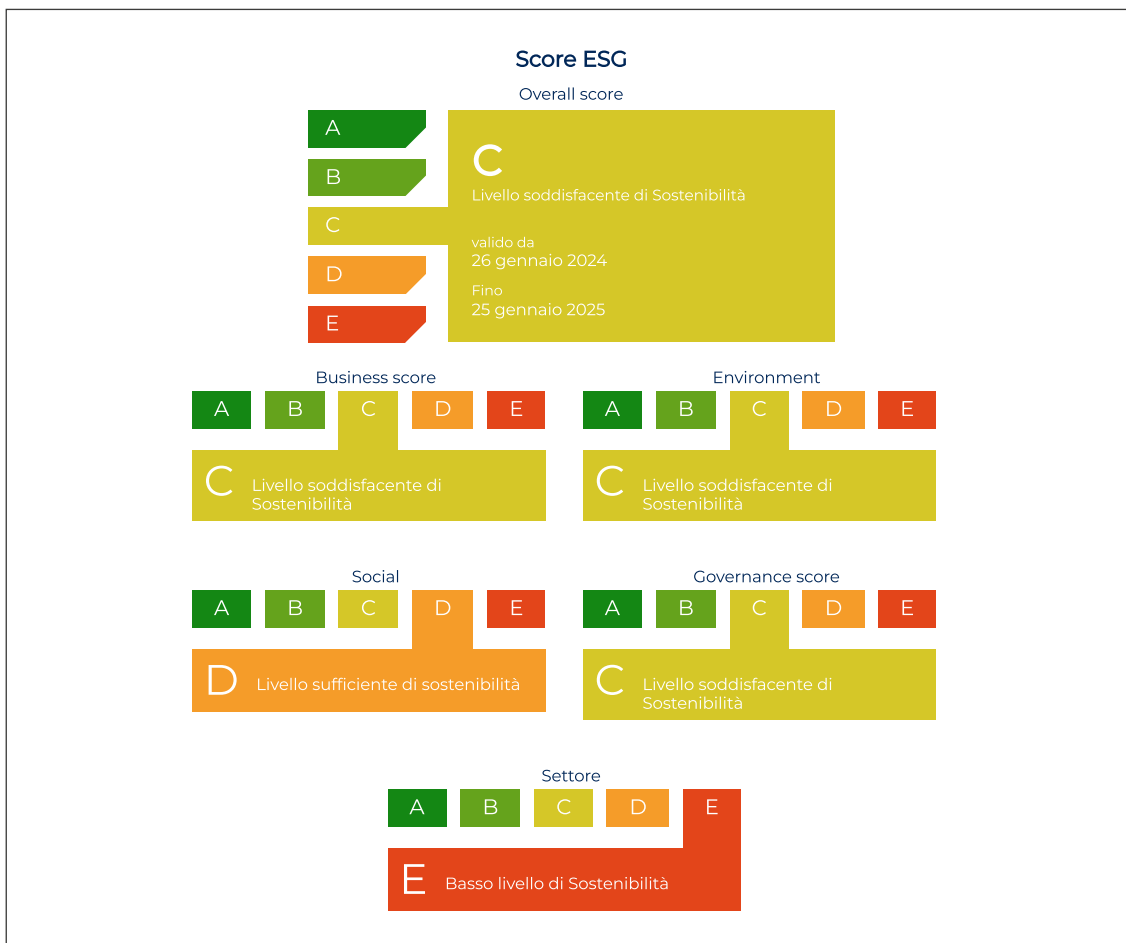 Score ESG
Overall score
A
B
C
D
E
C
Livello soddisfacente di Sostenibilità
valido da
26 gennaio 2024
Fino
25 gennaio 2025
Business score
A B C D E
C Livello soddisfacente di
Sostenibilità
Environment
A B C D E
C Livello soddisfacente di
Sostenibilità
Social
A B C D E
D Livello sufficiente di sostenibilità
Governance score
A B C D E
C Livello soddisfacente di
Sostenibilità
Settore
A B C D E
E Basso livello di Sostenibilità